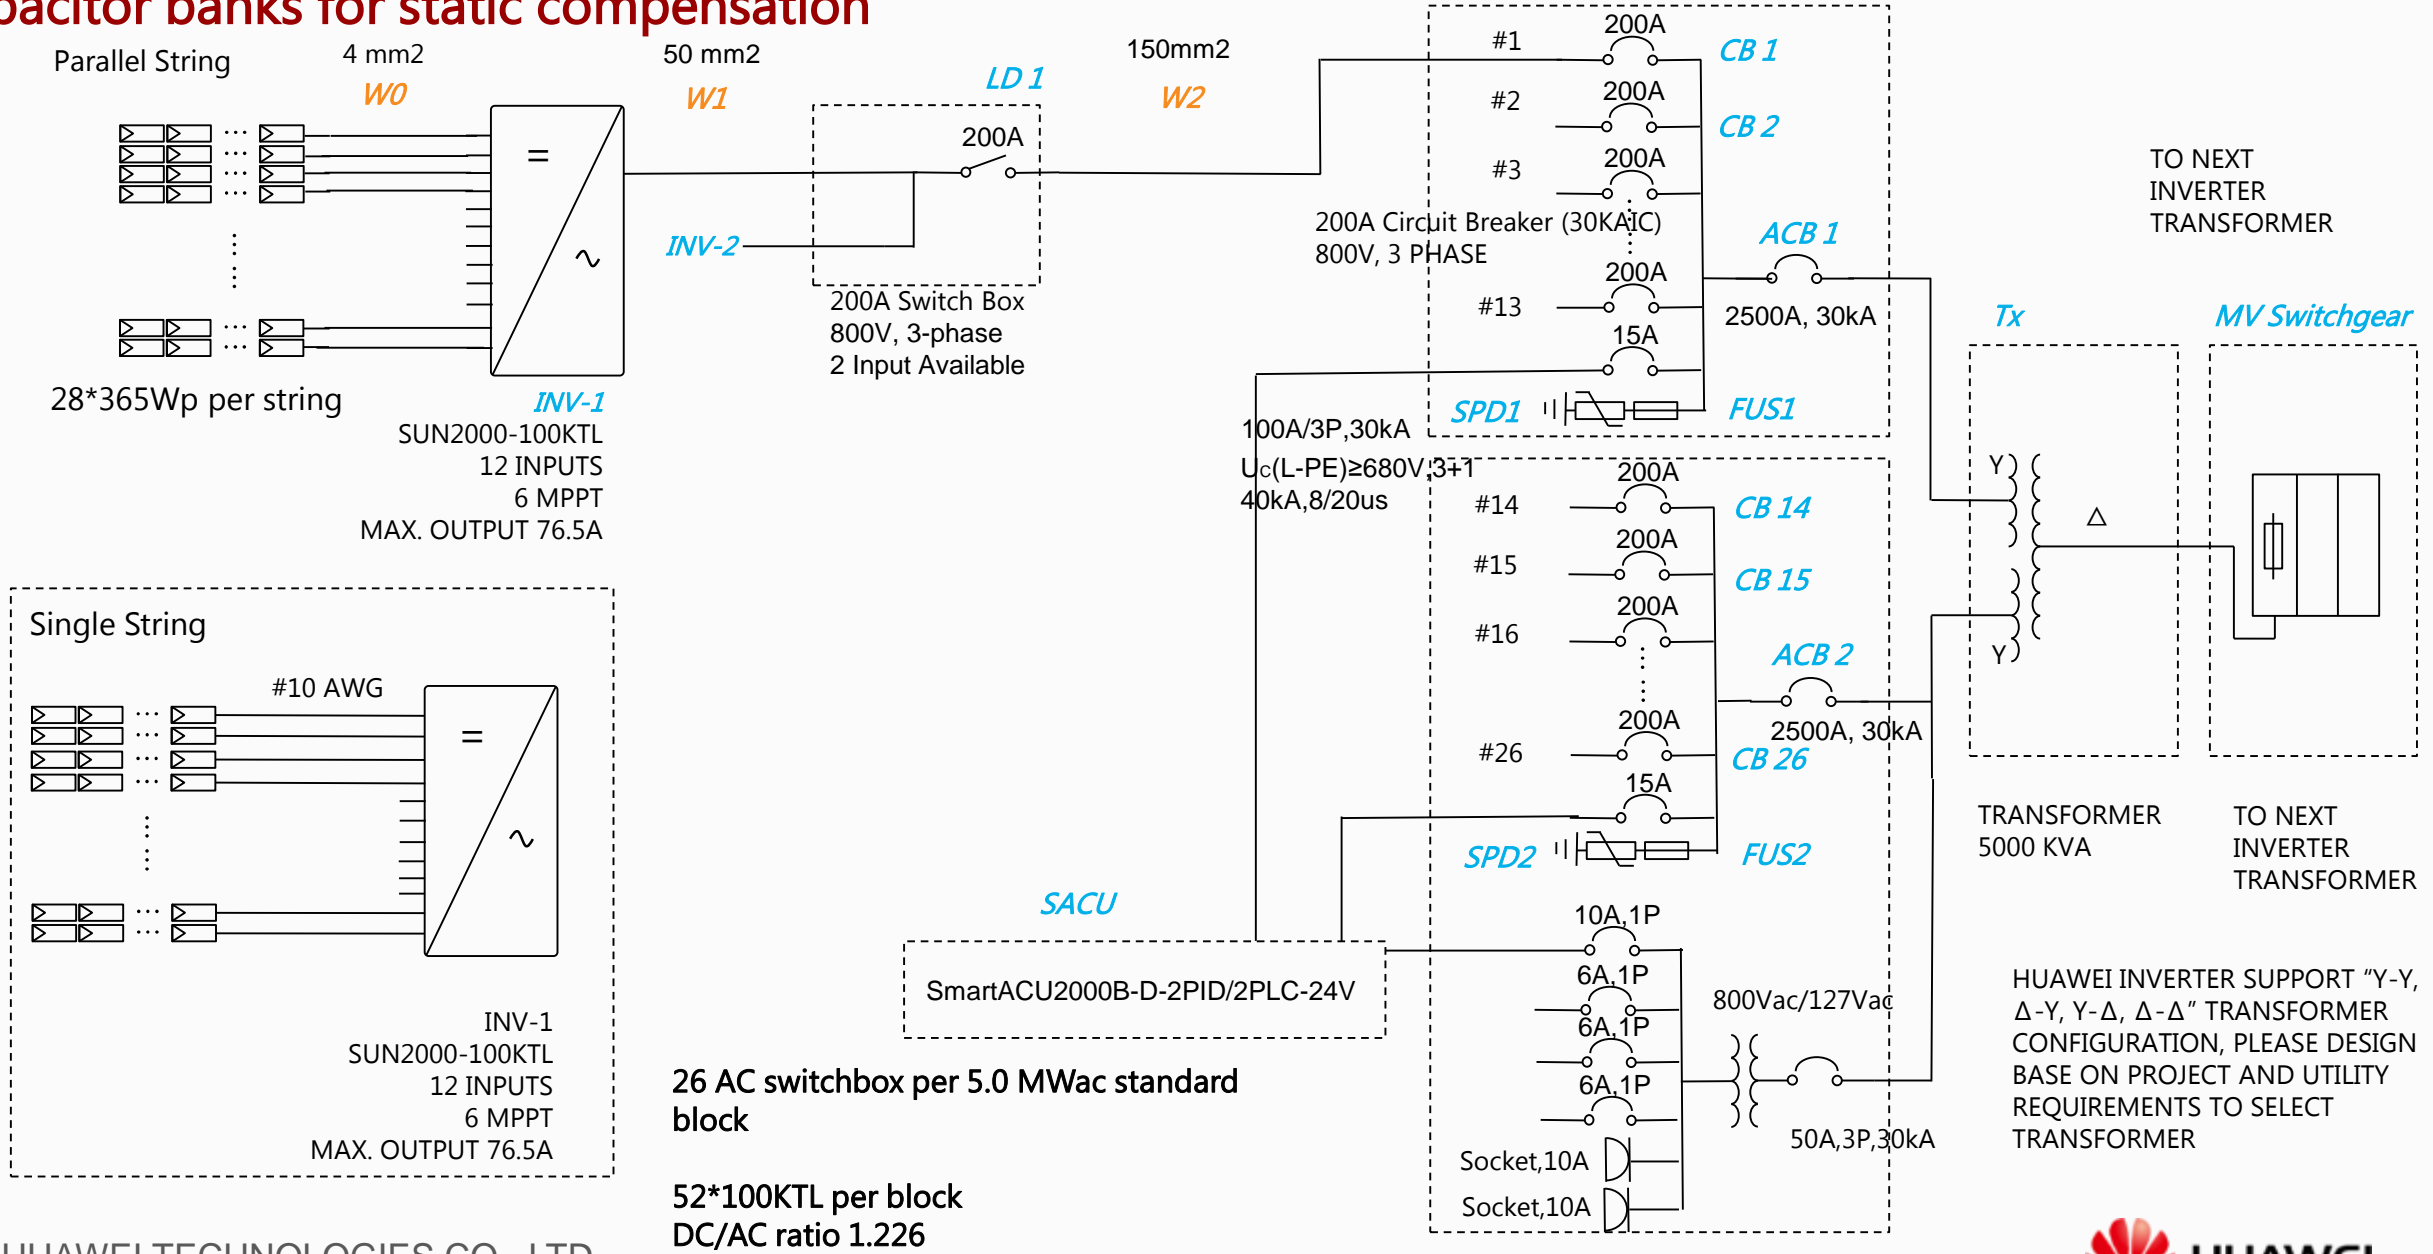 pacitor banks for static compensation
Parallel String
4 mm2
W0
50 mm2
W1
LD 1
200A
150mm2
W2
INV-2
200A Switch Box
800V, 3-phase
2 Input Available
28*365Wp per string
=
~
INV-1
SUN2000-100KTL
12 INPUTS
6 MPPT
MAX. OUTPUT 76.5A
#1
200A
CB 1
#2
200A
CB 2
#3
200A
200A Circuit Breaker (30KAIC)
800V, 3 PHASE
200A
#13
15A
ACB 1
2500A, 30kA
SPD1
FUS1
100A/3P,30kA
Uc(L-PE)≥680V,3+1
40kA,8/20us
#14
200A
CB 14
#15
200A
CB 15
#16
200A
ACB 2
2500A, 30kA
200A
#26
CB 26
15A
SPD2
FUS2
TO NEXT
INVERTER
TRANSFORMER
Tx
MV Switchgear
Y
Δ
Y
TRANSFORMER
5000 KVA
TO NEXT
INVERTER
TRANSFORMER
Single String
#10 AWG
=
~
INV-1
SUN2000-100KTL
12 INPUTS
6 MPPT
MAX. OUTPUT 76.5A
SACU
SmartACU2000B-D-2PID/2PLC-24V
10A,1P
6A,1P
6A,1P
6A,1P
Socket,10A
Socket,10A
800Vac/127Vac
50A,3P,30kA
26 AC switchbox per 5.0 MWac standard
block
52*100KTL per block
DC/AC ratio 1.226
HUAWEI INVERTER SUPPORT “Y-Y,
Δ-Y, Y-Δ, Δ-Δ” TRANSFORMER
CONFIGURATION, PLEASE DESIGN
BASE ON PROJECT AND UTILITY
REQUIREMENTS TO SELECT
TRANSFORMER
HUAWEI TECHNOLOGIES CO., LTD.
HUAWEI